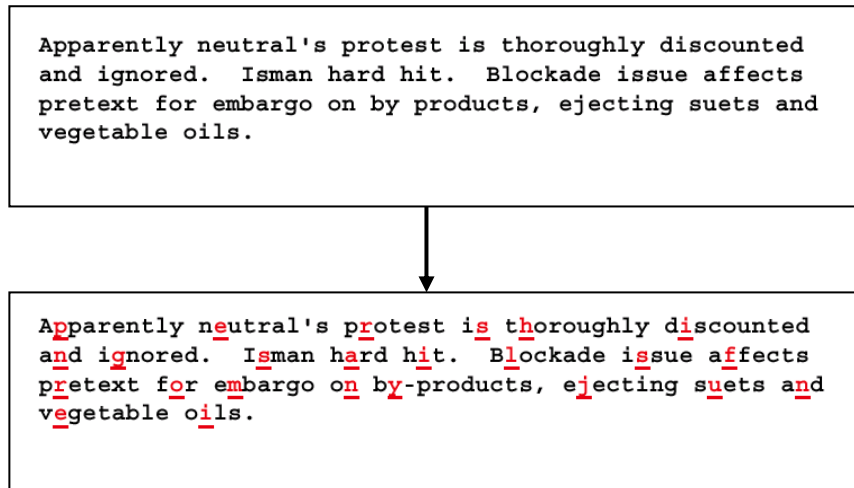 Apparently neutral's protest is thoroughly discounted
and ignored.  Isman hard hit.  Blockade issue affects
pretext for embargo on by products, ejecting suets and
vegetable oils.
Apparently neutral's protest is thoroughly discounted
and ignored.  Isman hard hit.  Blockade issue affects
pretext for embargo on by-products, ejecting suets and
vegetable oils.